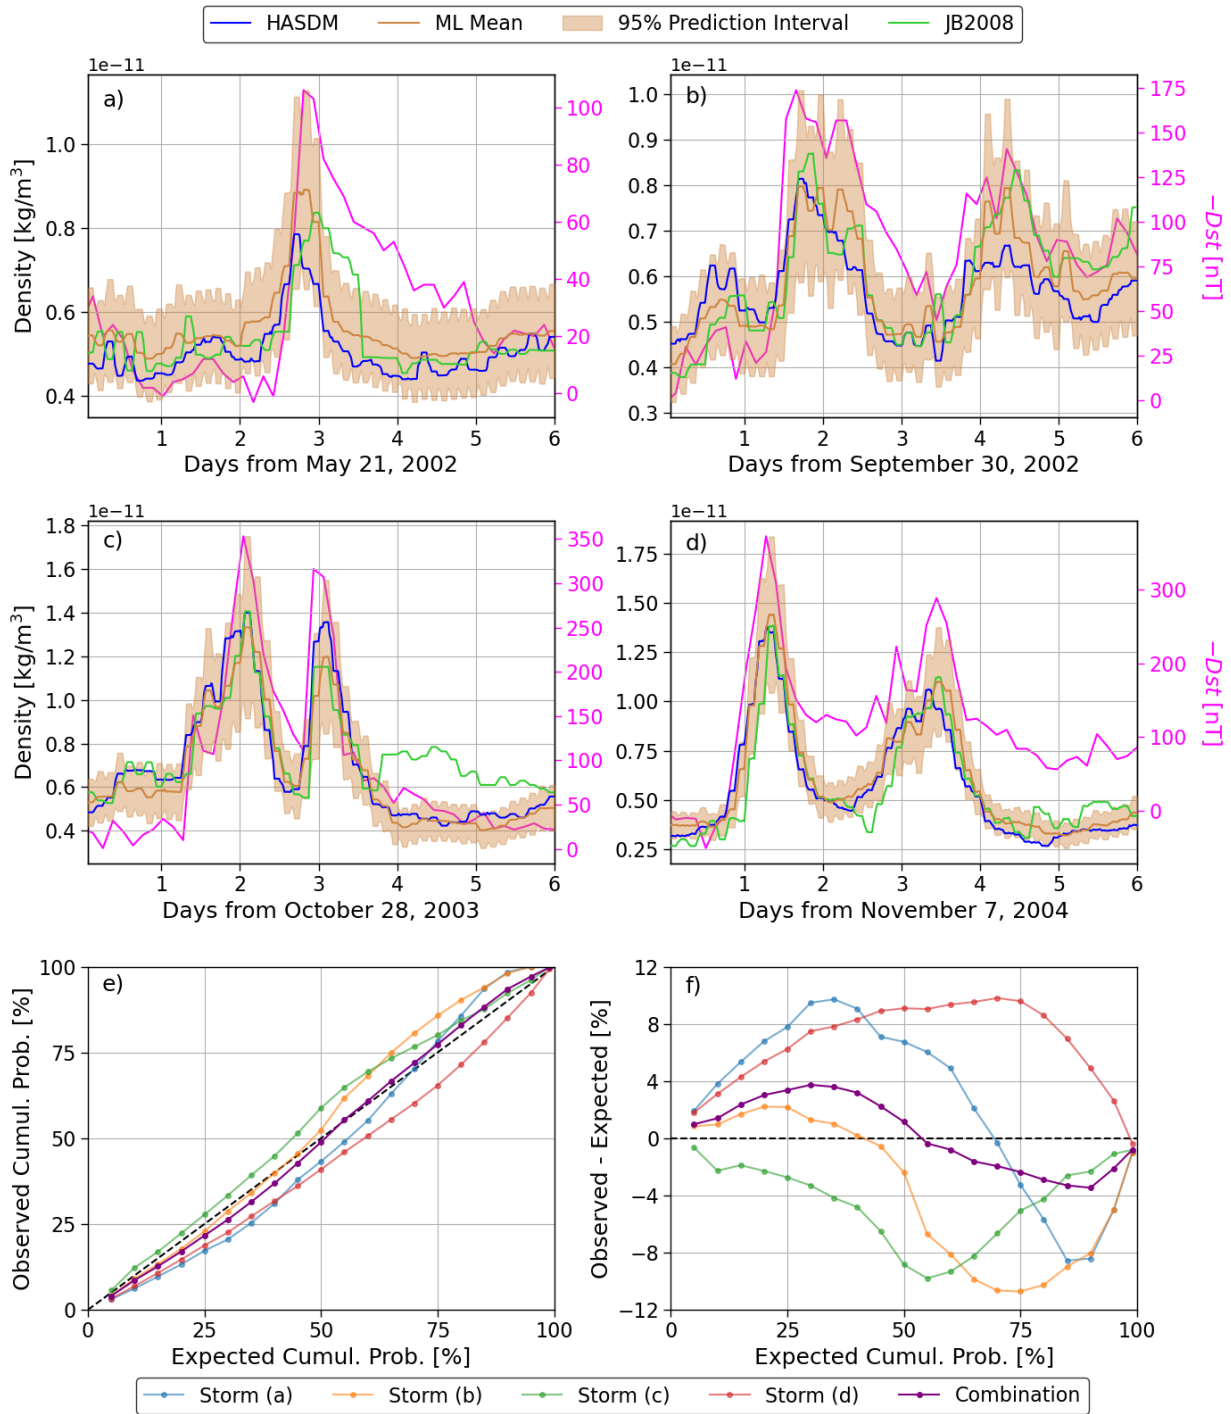 HASDM ML Mean 95% Prediction Interval JB2008
1e−11 1e−11
a) b)
Density [kg/m³]
1.0
0.8
0.6
0.4
100
80
60
40
20
0
1 2 3 4 5 6
Days from May 21, 2002
1.0
0.9
0.8
0.7
0.6
0.5
0.4
0.3
175
150
125
100
75
50
25
0
−Dst [nT]
1 2 3 4 5 6
Days from September 30, 2002
1e−11 1e−11
c) d)
Density [kg/m³]
1.8
1.6
1.4
1.2
1.0
0.8
0.6
0.4
350
300
250
200
150
100
50
0
1 2 3 4 5 6
Days from October 28, 2003
1.75
1.50
1.25
1.00
0.75
0.50
0.25
300
200
100
0
−Dst [nT]
1 2 3 4 5 6
Days from November 7, 2004
e) f)
Observed Cumul. Prob. [%]
100
75
50
25
0
0 25 50 75 100
Expected Cumul. Prob. [%]
Observed - Expected [%]
12
8
4
0
−4
−8
−12
0 25 50 75 100
Expected Cumul. Prob. [%]
Storm (a) Storm (b) Storm (c) Storm (d) Combination